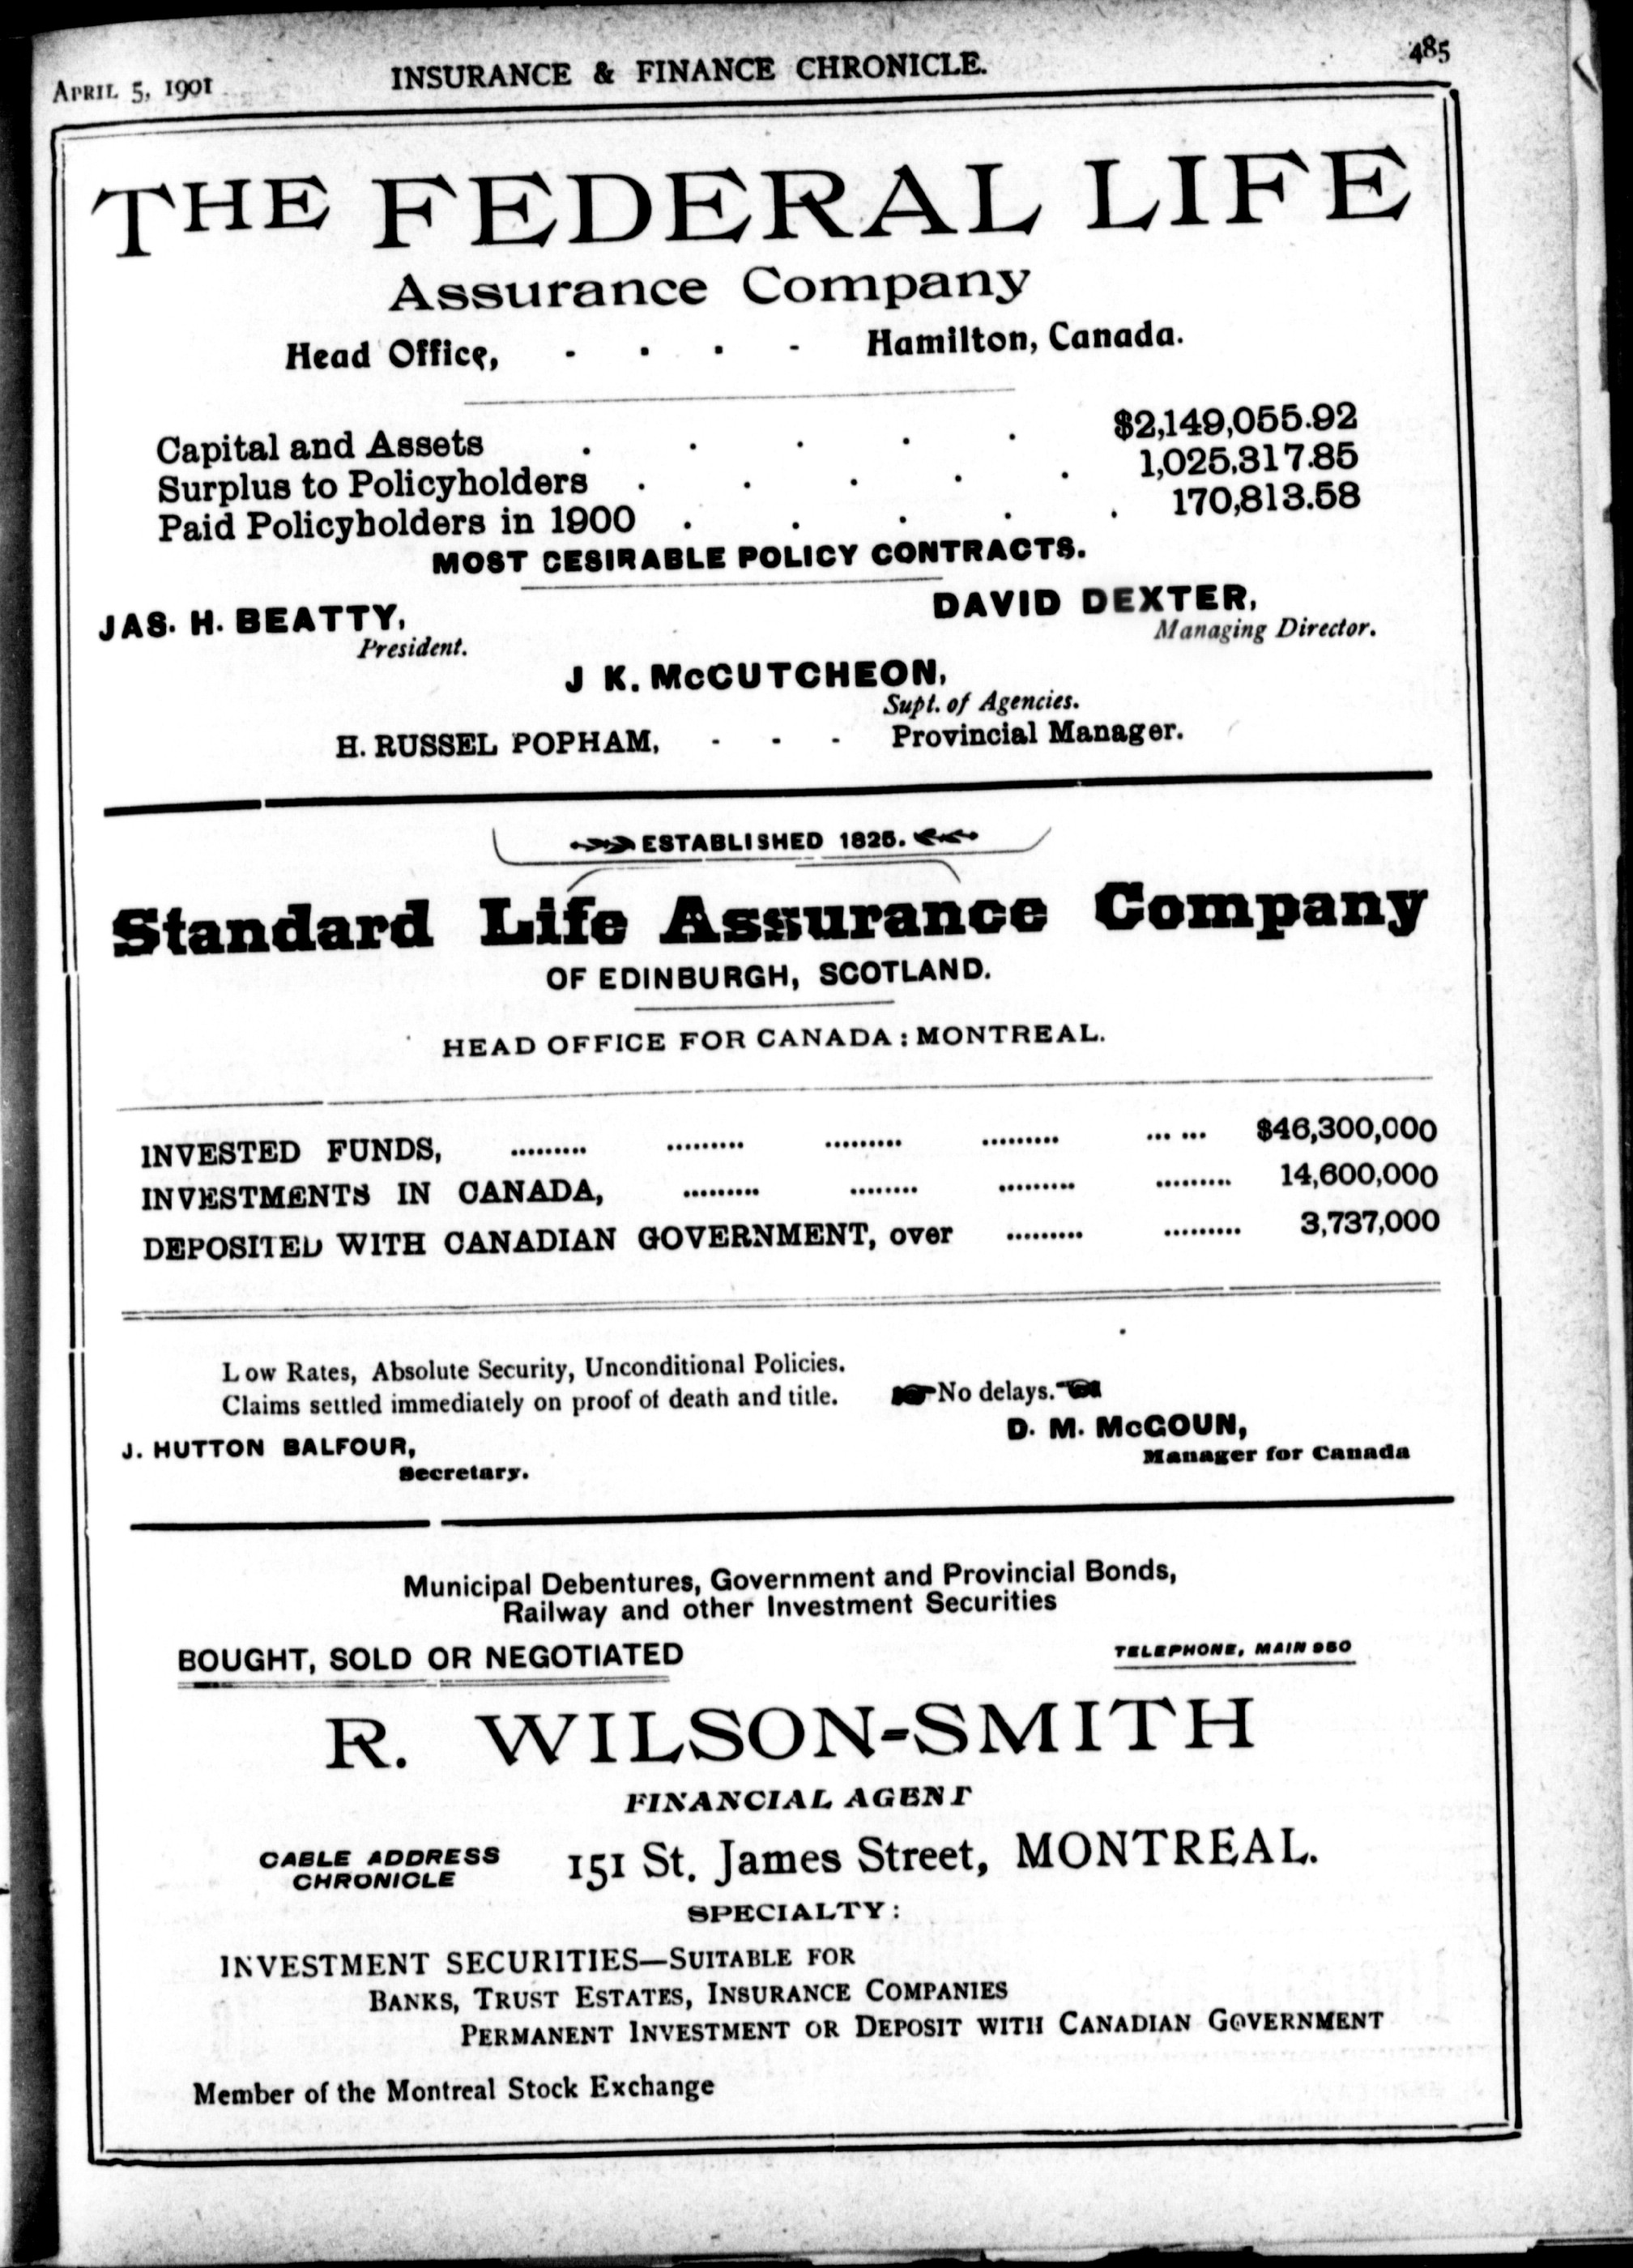 APRIL 5, 1901 INSURANCE & FINANCE CHRONICLE. 485
THE FEDERAL LIFE
Assurance Company
Head Office, - - - - Hamilton, Canada.
Capital and Assets . . . . . $2,149,055.92
Surplus to Policyholders . . . . . 1,025,317.85
Paid Policyholders in 1900 . . . . . 170,813.58
MOST DESIRABLE POLICY CONTRACTS.
JAS. H. BEATTY, DAVID DEXTER,
President. Managing Director.
J K. McCUTCHEON,
Supt. of Agencies.
H. RUSSEL POPHAM, - - - Provincial Manager.
ESTABLISHED 1825.
Standard Life Assurance Company
OF EDINBURGH, SCOTLAND.
HEAD OFFICE FOR CANADA : MONTREAL.
INVESTED FUNDS, ......... ......... ......... ......... ... ... $46,300,000
INVESTMENTS IN CANADA, ......... ........ ......... ......... 14,600,000
DEPOSITED WITH CANADIAN GOVERNMENT, over ......... ......... 3,737,000
Low Rates, Absolute Security, Unconditional Policies.
Claims settled immediately on proof of death and title. No delays.
J. HUTTON BALFOUR, D. M. McGOUN,
Secretary. Manager for Canada
Municipal Debentures, Government and Provincial Bonds,
Railway and other Investment Securities
BOUGHT, SOLD OR NEGOTIATED TELEPHONE, MAIN 950
R. WILSON-SMITH
FINANCIAL AGENT
CABLE ADDRESS
CHRONICLE
151 St. James Street, MONTREAL.
SPECIALTY :
INVESTMENT SECURITIES—SUITABLE FOR
BANKS, TRUST ESTATES, INSURANCE COMPANIES
PERMANENT INVESTMENT OR DEPOSIT WITH CANADIAN GOVERNMENT
Member of the Montreal Stock Exchange